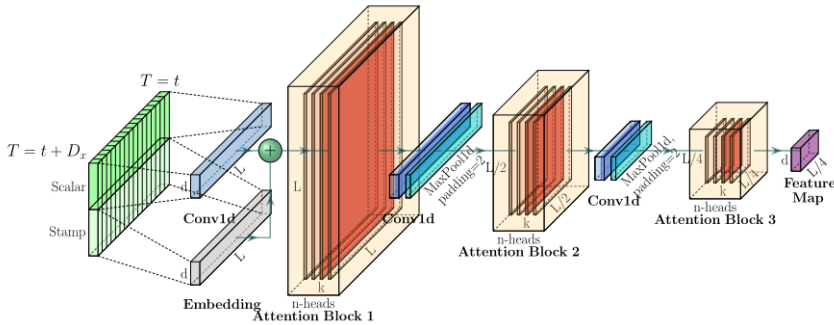 T = t
T = t + Dₓ
Scalar
Stamp
d
L
Conv1d
+
d
L
Embedding
L
k
L
n-heads
Attention Block 1
Conv1d
MaxPool1d,
padding=2
L/2
k
L/2
n-heads
Attention Block 2
Conv1d
MaxPool1d,
padding=2
L/4
k
L/4
n-heads
Attention Block 3
d
L/4
Feature
Map